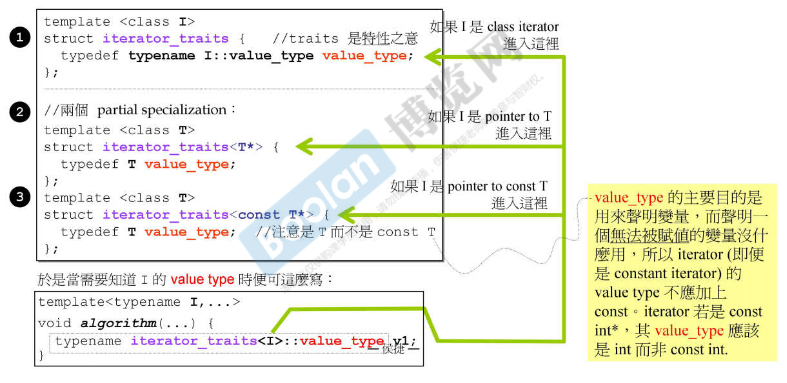 ❶
template <class I>
struct iterator_traits { //traits 是特性之意
typedef typename I::value_type value_type;
};
❷
//兩個 partial specialization：
template <class T>
struct iterator_traits<T*> {
typedef T value_type;
};
❸
template <class T>
struct iterator_traits<const T*> {
typedef T value_type; //注意是 T 而不是 const T
};
如果 I 是 class iterator
進入這裡
如果 I 是 pointer to T
進入這裡
如果 I 是 pointer to const T
進入這裡
於是當需要知道 I 的 value type 時便可這麼寫：
template<typename I,...>
void algorithm(...) {
typename iterator_traits<I>::value_type v1;
}
— 侯捷 —
value_type 的主要目的是
用來聲明變量，而聲明一
個無法被賦值的變量沒什
麼用，所以 iterator (即便
是 constant iterator) 的
value type 不應加上
const。iterator 若是 const
int*，其 value_type 應該
是 int 而非 const int.
Boolan 博览网